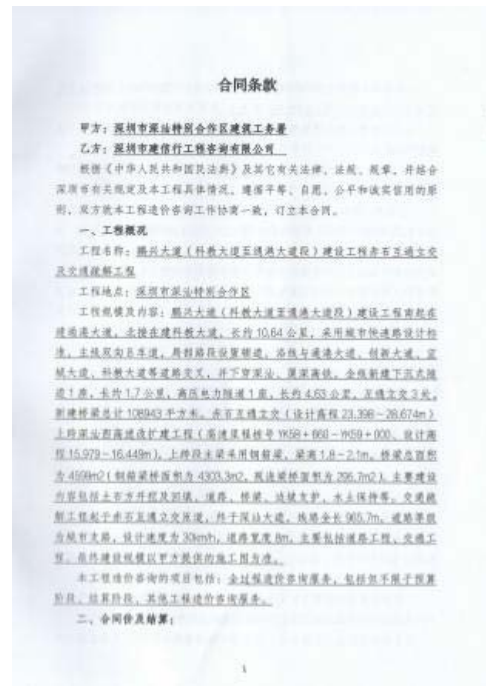 合同条款
甲方：深圳市深汕特别合作区建筑工务署
乙方：深圳市建信行工程咨询有限公司
根据《中华人民共和国民法典》及其它有关法律、法规、规章，并结合
深圳市有关规定及本工程具体情况，遵循平等、自愿、公平和诚实信用的原
则，双方就本工程造价咨询工作协商一致，订立本合同。
一、工程概况
工程名称：鹏兴大道（科教大道至通港大道段）建设工程赤石互通立交
及交通疏解工程
工程地点：深圳市深汕特别合作区
工程规模及内容：鹏兴大道（科教大道至通港大道段）建设工程南起在
建通港大道，北接在建科教大道，长约10.64公里，采用城市快速路设计标
准，主线双向八车道，局部路段设置辅道，沿线与通港大道、创新大道、宜
城大道、科教大道等道路交叉，并下穿深汕、厦深高铁。全线新建下沉式隧
道1座，长约1.7公里，高压电力隧道1座，长约4.63公里，互通立交3处，
新建桥梁总计108943平方米。赤石互通立交（设计高程23.398~28.674m）
上跨深汕西高速改扩建工程（高速里程桩号YK58+660~YK59+000，设计高
程15.979~16.449m），上跨段主梁采用钢箱梁，梁高1.8~2.1m，桥梁总面积
为4599m2（钢箱梁桥面积为4303.3m2，现浇梁桥面积为295.7m2）。主要建设
内容包括土石方开挖及回填、道路、桥梁、边坡支护、水土保持等。交通疏
解工程起于赤石互通立交原道，终于深汕大道，线路全长965.7m，道路等级
为城市支路，设计速度为30km/h，道路宽度8m，主要包括道路工程、交通工
程，最终建设规模以甲方提供的施工图为准。
本工程造价咨询的项目包括：全过程造价咨询服务，包括但不限于预算
阶段、结算阶段、其他工程造价咨询服务。
二、合同价及结算：
1